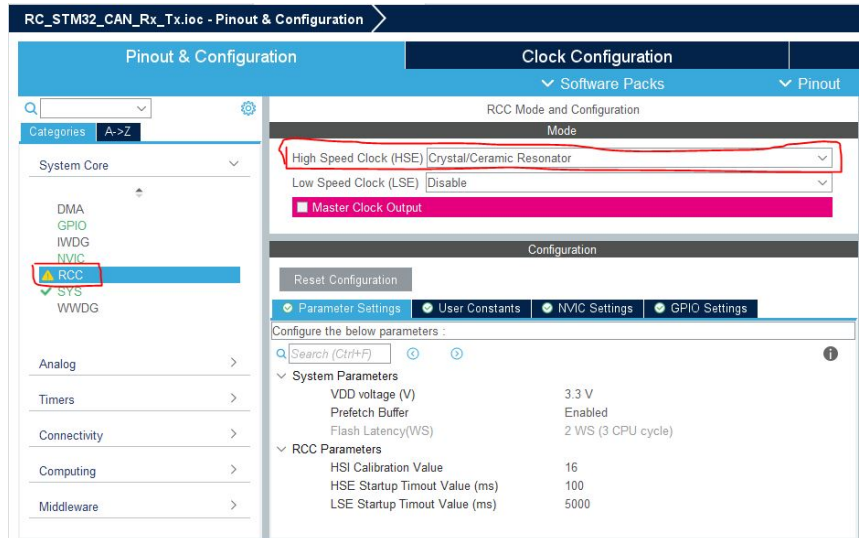 RC_STM32_CAN_Rx_Tx.ioc - Pinout & Configuration
Pinout & Configuration
Clock Configuration
Software Packs
Pinout
Categories
A->Z
RCC Mode and Configuration
Mode
System Core
DMA
GPIO
IWDG
NVIC
RCC
SYS
WWDG
Analog
Timers
Connectivity
Computing
Middleware
High Speed Clock (HSE) Crystal/Ceramic Resonator
Low Speed Clock (LSE) Disable
Master Clock Output
Configuration
Reset Configuration
Parameter Settings
User Constants
NVIC Settings
GPIO Settings
Configure the below parameters :
Search (Ctrl+F)
System Parameters
VDD voltage (V) 3.3 V
Prefetch Buffer Enabled
Flash Latency(WS) 2 WS (3 CPU cycle)
RCC Parameters
HSI Calibration Value 16
HSE Startup Timout Value (ms) 100
LSE Startup Timout Value (ms) 5000